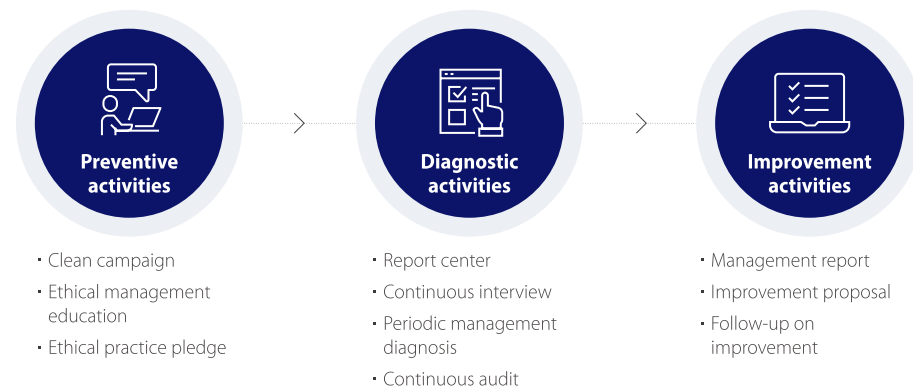 Preventive
activities
· Clean campaign
· Ethical management
education
· Ethical practice pledge
Diagnostic
activities
· Report center
· Continuous interview
· Periodic management
diagnosis
· Continuous audit
Improvement
activities
· Management report
· Improvement proposal
· Follow-up on
improvement